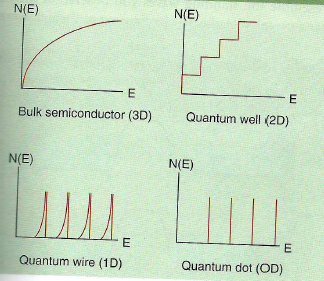 N(E)
E
Bulk semiconductor (3D)
N(E)
E
Quantum well (2D)
N(E)
E
Quantum wire (1D)
N(E)
E
Quantum dot (OD)